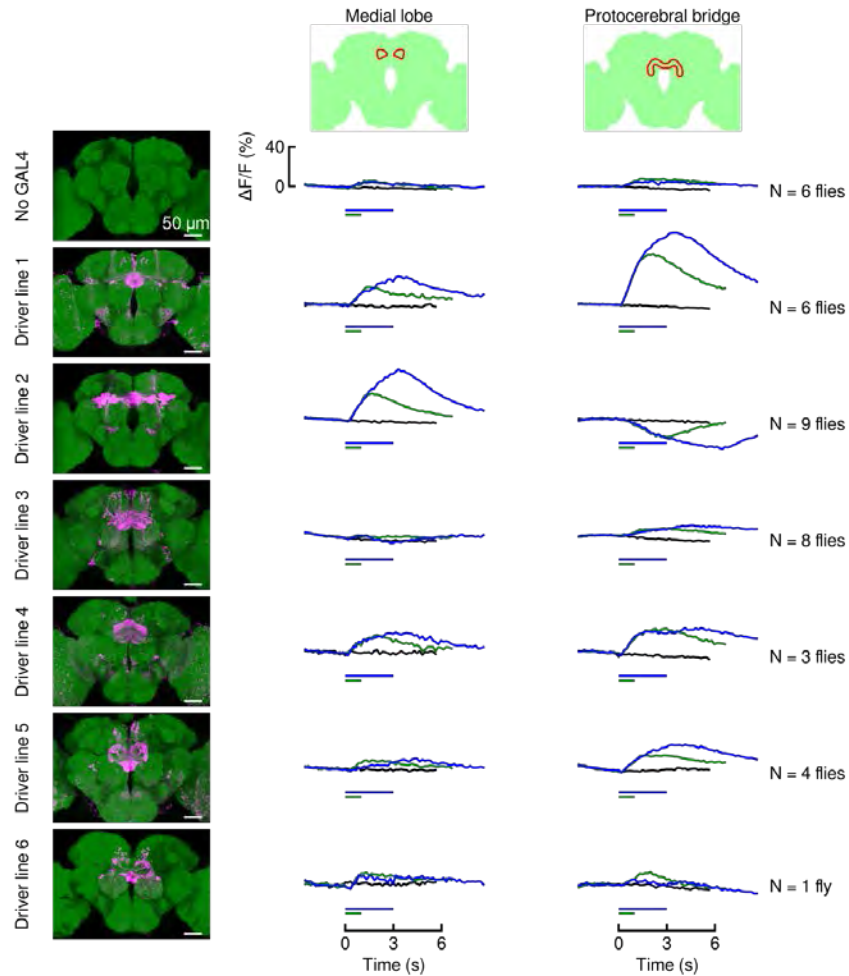 Medial lobe
Protocerebral bridge
No GAL4
50 µm
ΔF/F (%)
40
0
N = 6 flies
Driver line 1
N = 6 flies
Driver line 2
N = 9 flies
Driver line 3
N = 8 flies
Driver line 4
N = 3 flies
Driver line 5
N = 4 flies
Driver line 6
N = 1 fly
0 3 6
0 3 6
Time (s)
Time (s)